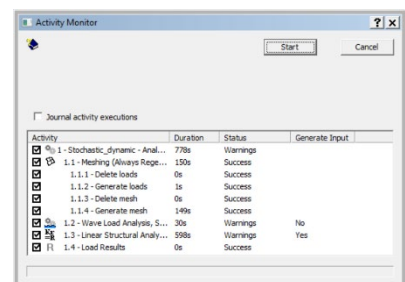 Activity Monitor
Start
Cancel
Journal activity executions
Activity Duration Status Generate Input
1 - Stochastic_dynamic - Anal... 778s Warnings
1.1 - Meshing (Always Rege... 150s Success
1.1.1 - Delete loads 0s Success
1.1.2 - Generate loads 1s Success
1.1.3 - Delete mesh 0s Success
1.1.4 - Generate mesh 149s Success
1.2 - Wave Load Analysis, S... 30s Warnings No
1.3 - Linear Structural Analy... 598s Warnings Yes
R 1.4 - Load Results 0s Success